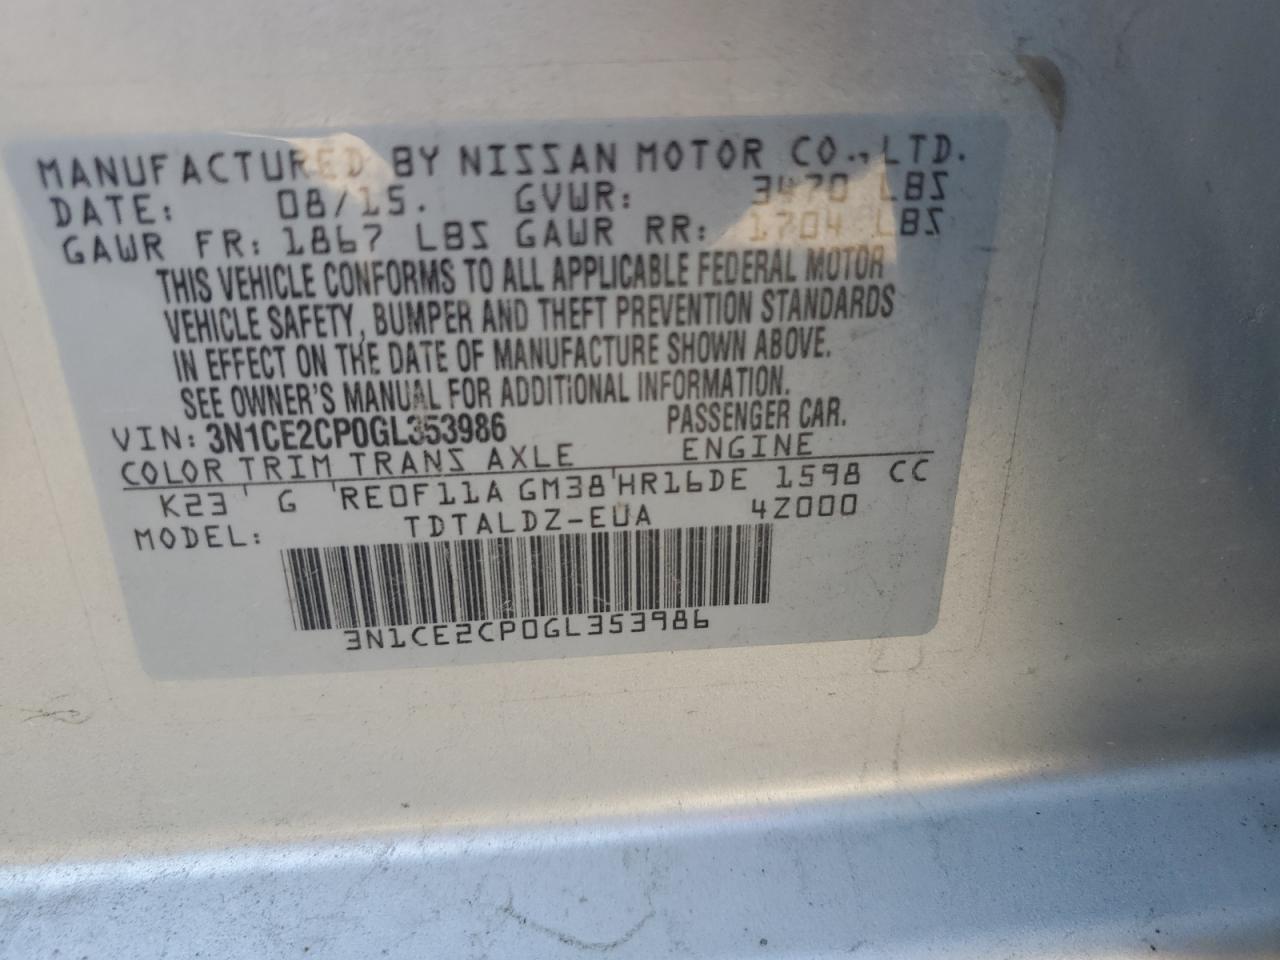 MANUFACTURED BY NISSAN MOTOR CO., LTD.
DATE: 08/15. GVWR: 3470 LBS
GAWR FR: 1867 LBS GAWR RR: 1704 LBS
THIS VEHICLE CONFORMS TO ALL APPLICABLE FEDERAL MOTOR
VEHICLE SAFETY, BUMPER AND THEFT PREVENTION STANDARDS
IN EFFECT ON THE DATE OF MANUFACTURE SHOWN ABOVE.
SEE OWNER'S MANUAL FOR ADDITIONAL INFORMATION.
VIN: 3N1CE2CP0GL353986 PASSENGER CAR.
COLOR TRIM TRANS AXLE ENGINE
K23 G RE0F11A GM38 HR16DE 1598 CC
MODEL: TDTALDZ-EUA 4Z000
3N1CE2CP0GL353986